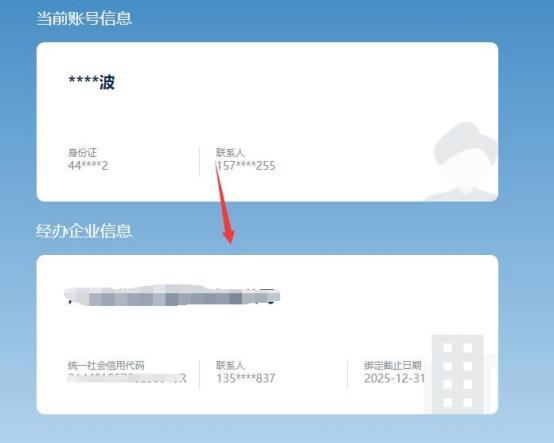 当前账号信息
****波
身份证
联系人
44****2
157****255
经办企业信息
统一社会信用代码
联系人
绑定截止日期
135****837
2025-12-31